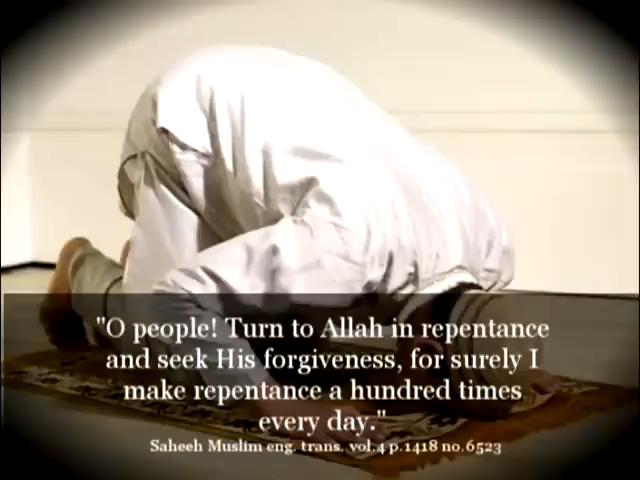 "O people! Turn to Allah in repentance
and seek His forgiveness, for surely I
make repentance a hundred times
every day."
Saheeh Muslim eng. trans. vol.4 p.1418 no.6523